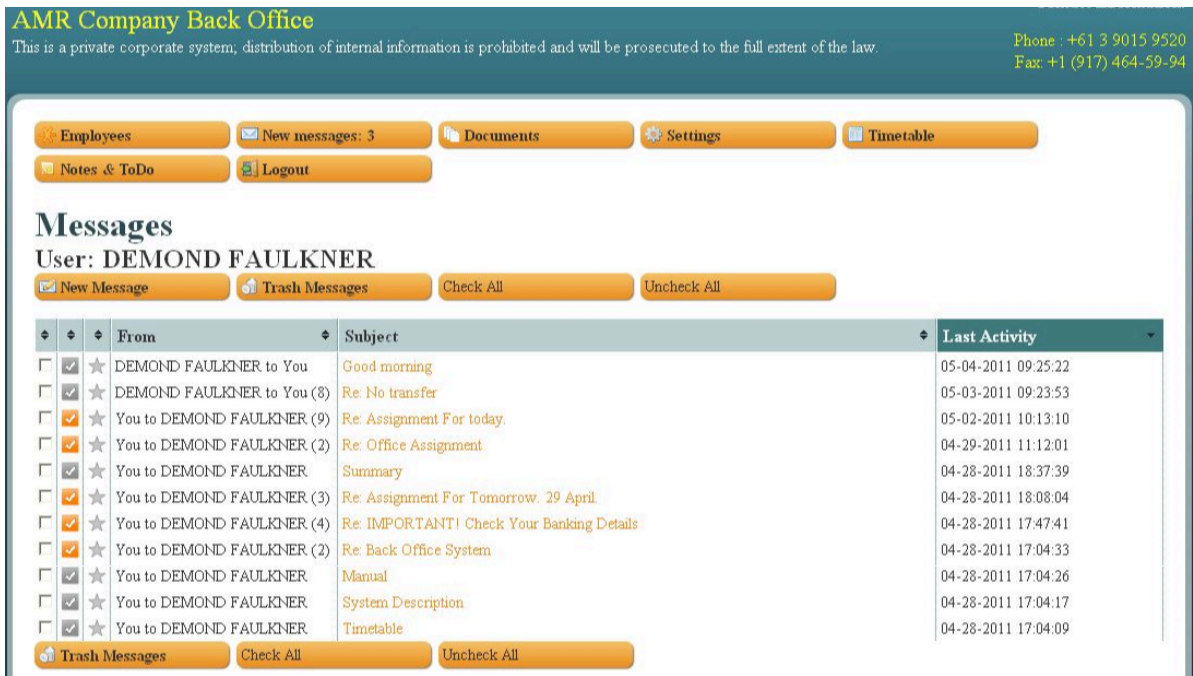 AMR Company Back Office
This is a private corporate system; distribution of internal information is prohibited and will be prosecuted to the full extent of the law.
Phone : +61 3 9015 9520
Fax: +1 (917) 464-59-94
Employees New messages: 3 Documents Settings Timetable
Notes & ToDo Logout
Messages
User: DEMOND FAULKNER
New Message Trash Messages Check All Uncheck All
From Subject Last Activity
DEMOND FAULKNER to You Good morning 05-04-2011 09:25:22
DEMOND FAULKNER to You (8) Re: No transfer 05-03-2011 09:23:53
You to DEMOND FAULKNER (9) Re: Assignment For today. 05-02-2011 10:13:10
You to DEMOND FAULKNER (2) Re: Office Assignment 04-29-2011 11:12:01
You to DEMOND FAULKNER Summary 04-28-2011 18:37:39
You to DEMOND FAULKNER (3) Re: Assignment For Tomorrow. 29 April. 04-28-2011 18:08:04
You to DEMOND FAULKNER (4) Re: IMPORTANT! Check Your Banking Details 04-28-2011 17:47:41
You to DEMOND FAULKNER (2) Re: Back Office System 04-28-2011 17:04:33
You to DEMOND FAULKNER Manual 04-28-2011 17:04:26
You to DEMOND FAULKNER System Description 04-28-2011 17:04:17
You to DEMOND FAULKNER Timetable 04-28-2011 17:04:09
Trash Messages Check All Uncheck All